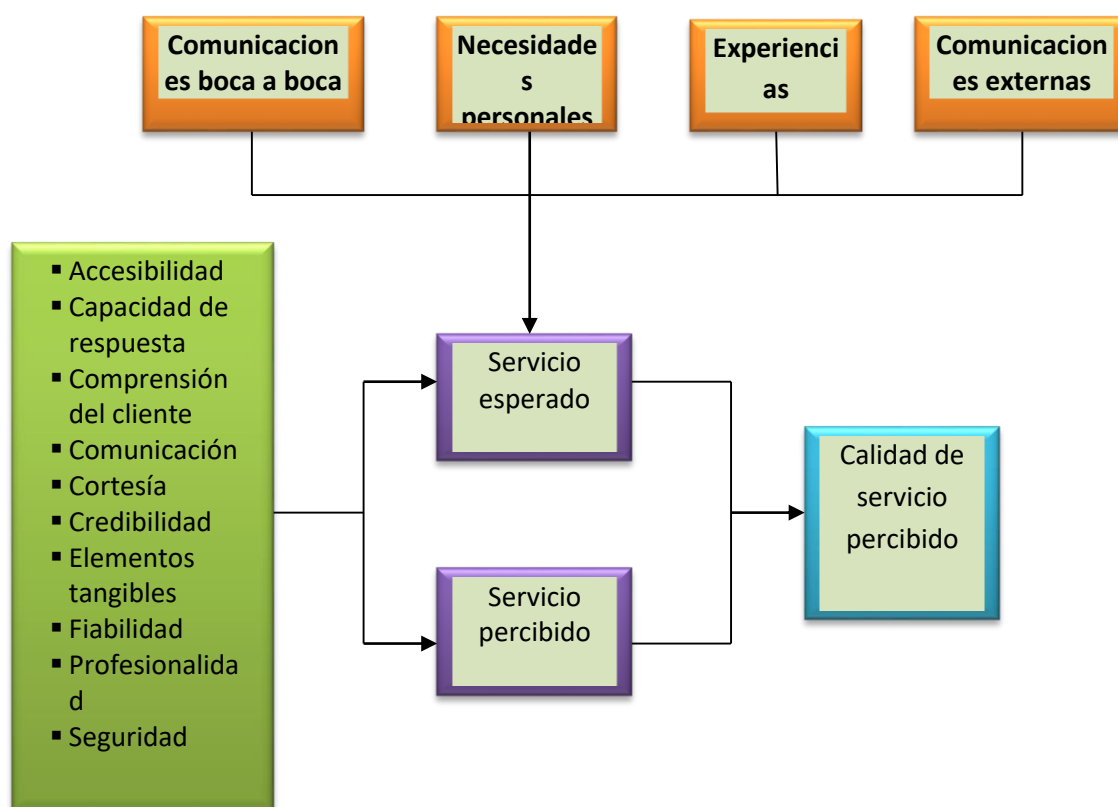 Comunicacion
es boca a boca
Necesidade
s
personales
Experienci
as
Comunicacion
es externas
▪ Accesibilidad
▪ Capacidad de
respuesta
▪ Comprensión
del cliente
▪ Comunicación
▪ Cortesía
▪ Credibilidad
▪ Elementos
tangibles
▪ Fiabilidad
▪ Profesionalida
d
▪ Seguridad
Servicio
esperado
Servicio
percibido
Calidad de
servicio
percibido